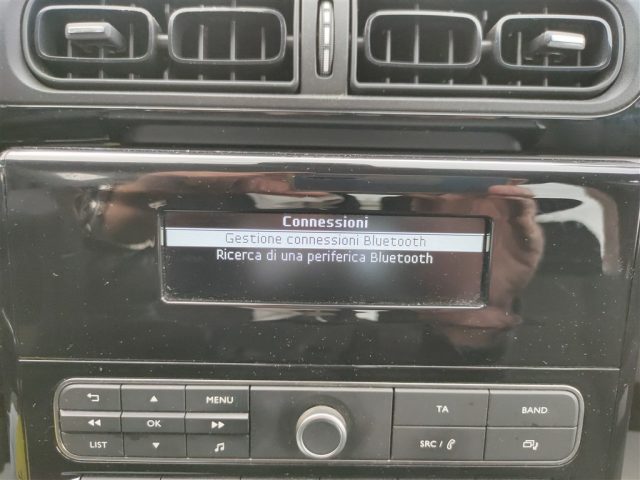 Connessioni
Gestione connessioni Bluetooth
Ricerca di una periferica Bluetooth
MENU
OK
LIST
TA
BAND
SRC /